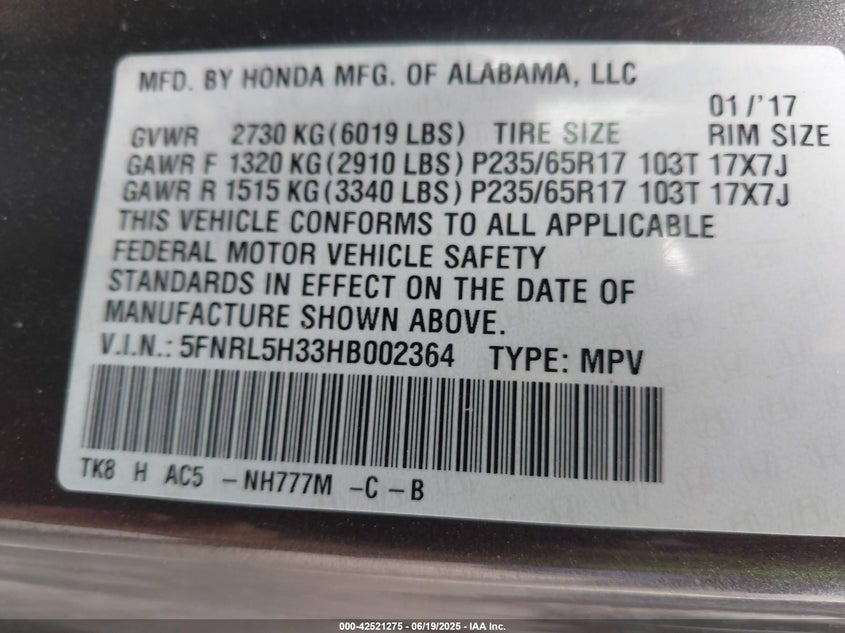 MFD. BY HONDA MFG. OF ALABAMA, LLC
01/'17
GVWR 2730 KG(6019 LBS) TIRE SIZE RIM SIZE
GAWR F 1320 KG(2910 LBS) P235/65R17 103T 17X7J
GAWR R 1515 KG(3340 LBS) P235/65R17 103T 17X7J
THIS VEHICLE CONFORMS TO ALL APPLICABLE
FEDERAL MOTOR VEHICLE SAFETY
STANDARDS IN EFFECT ON THE DATE OF
MANUFACTURE SHOWN ABOVE.
V.I.N.: 5FNRL5H33HB002364 TYPE: MPV
TK8 H AC5 -NH777M -C -B
000-42521275 - 06/19/2025 - IAA Inc.